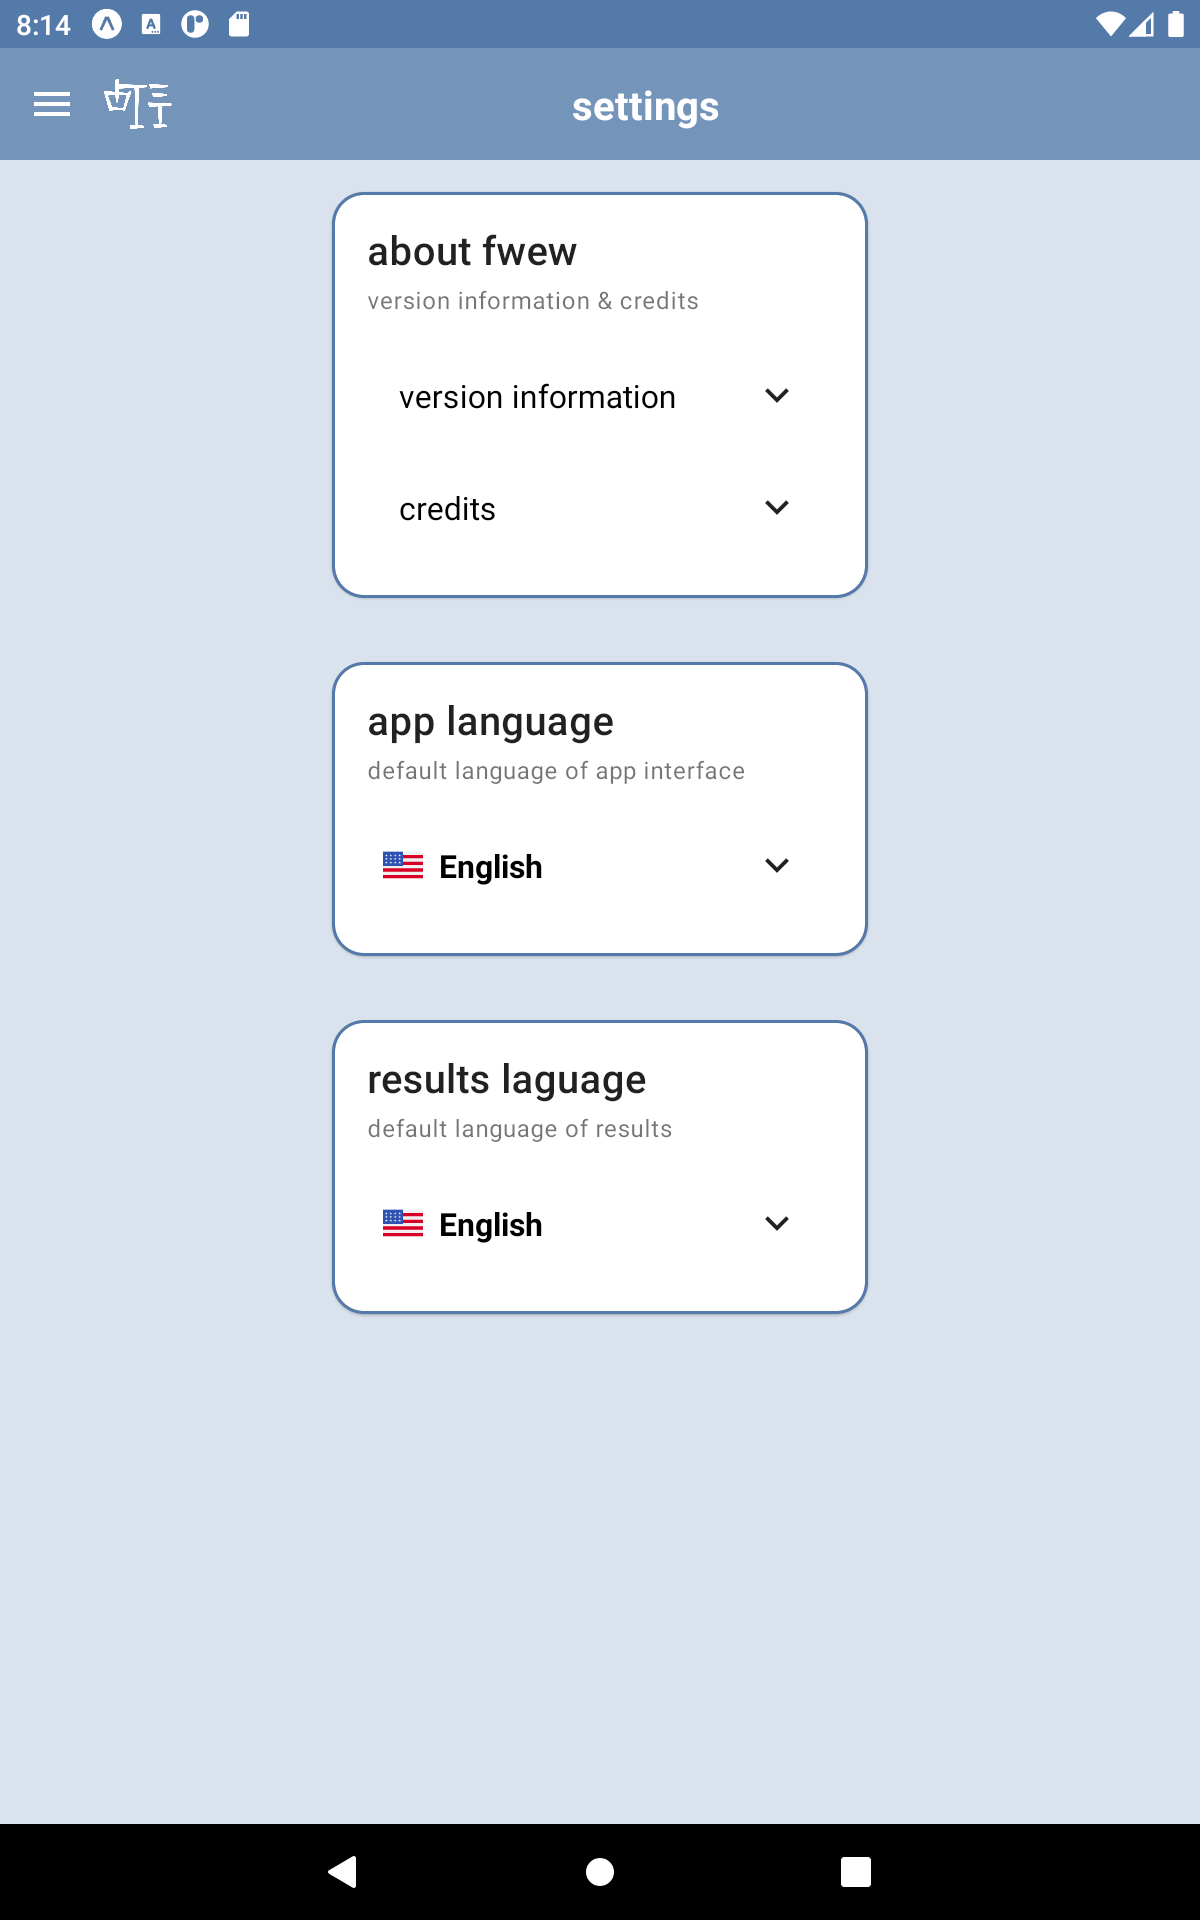 8:14
settings
about fwew
version information & credits
version information
credits
app language
default language of app interface
English
results laguage
default language of results
English